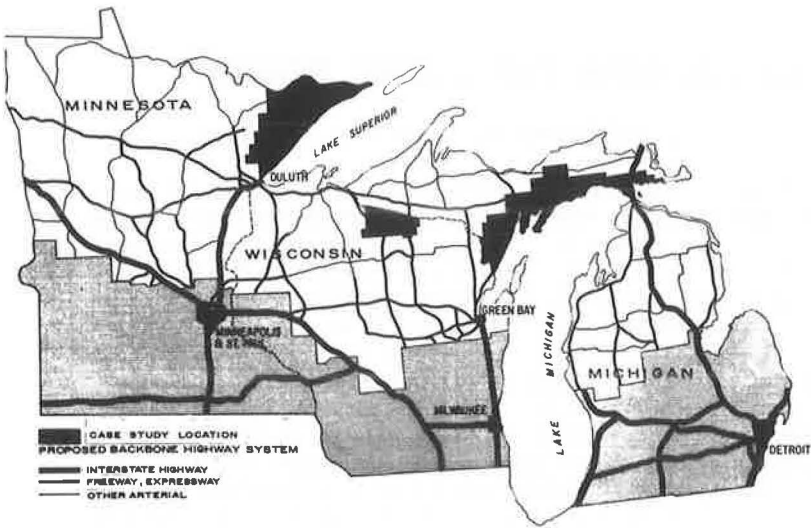 MINNESOTA
LAKE SUPERIOR
DULUTH
WISCONSIN
GREEN BAY
MINNEAPOLIS
& ST. PAUL
LAKE MICHIGAN
MICHIGAN
MILWAUKEE
DETROIT
CASE STUDY LOCATION
PROPOSED BACKBONE HIGHWAY SYSTEM
INTERSTATE HIGHWAY
FREEWAY, EXPRESSWAY
OTHER ARTERIAL